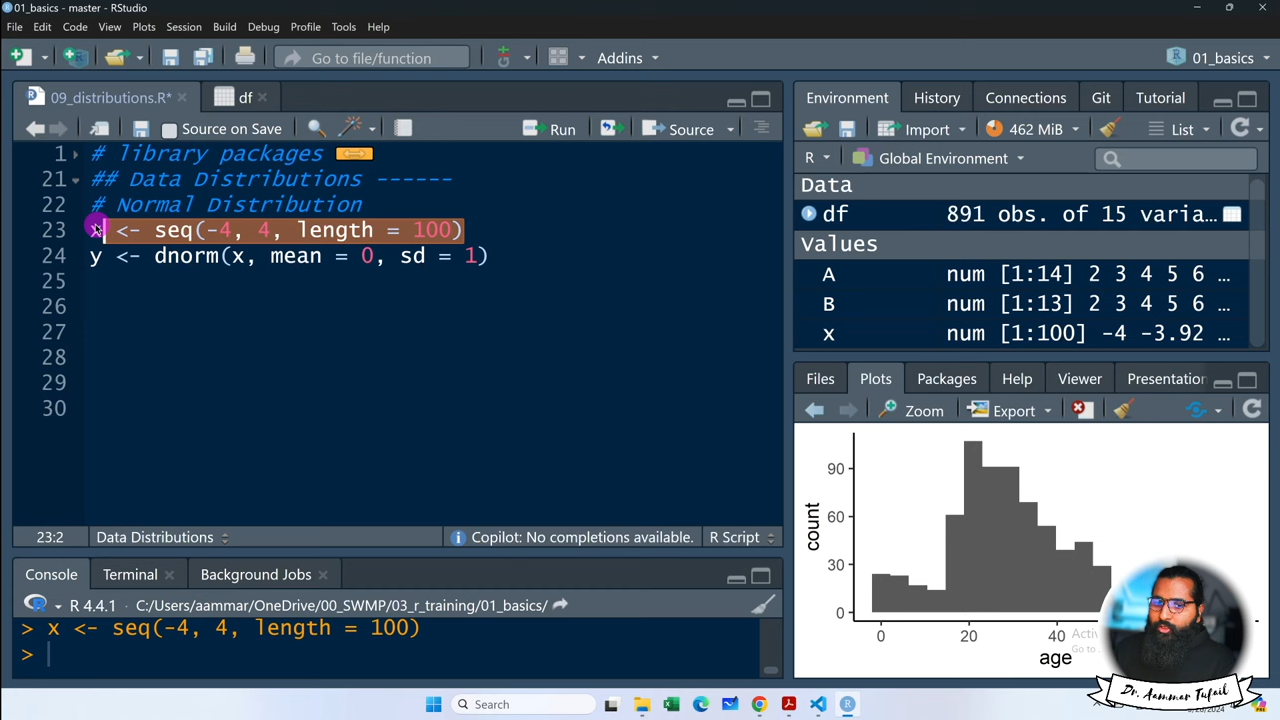 01_basics - master - RStudio
File Edit Code View Plots Session Build Debug Profile Tools Help
Go to file/function Addins 01_basics
09_distributions.R* df
Source on Save Run Source
1 # library packages
21 ## Data Distributions ------
22 # Normal Distribution
23 x <- seq(-4, 4, length = 100)
24 y <- dnorm(x, mean = 0, sd = 1)
25
26
27
28
29
30
23:2 Data Distributions Copilot: No completions available. R Script
Console Terminal Background Jobs
R 4.4.1 · C:/Users/aammar/OneDrive/00_SWMP/03_r_training/01_basics/
> x <- seq(-4, 4, length = 100)
>
Environment History Connections Git Tutorial
Import 462 MiB List
R Global Environment
Data
df 891 obs. of 15 varia…
Values
A num [1:14] 2 3 4 5 6 …
B num [1:13] 2 3 4 5 6 …
x num [1:100] -4 -3.92 …
Files Plots Packages Help Viewer Presentation
Zoom Export
90
60
30
0
count
0 20 40
age
Activ
Go to
Dr. Aammar Tufail
Search